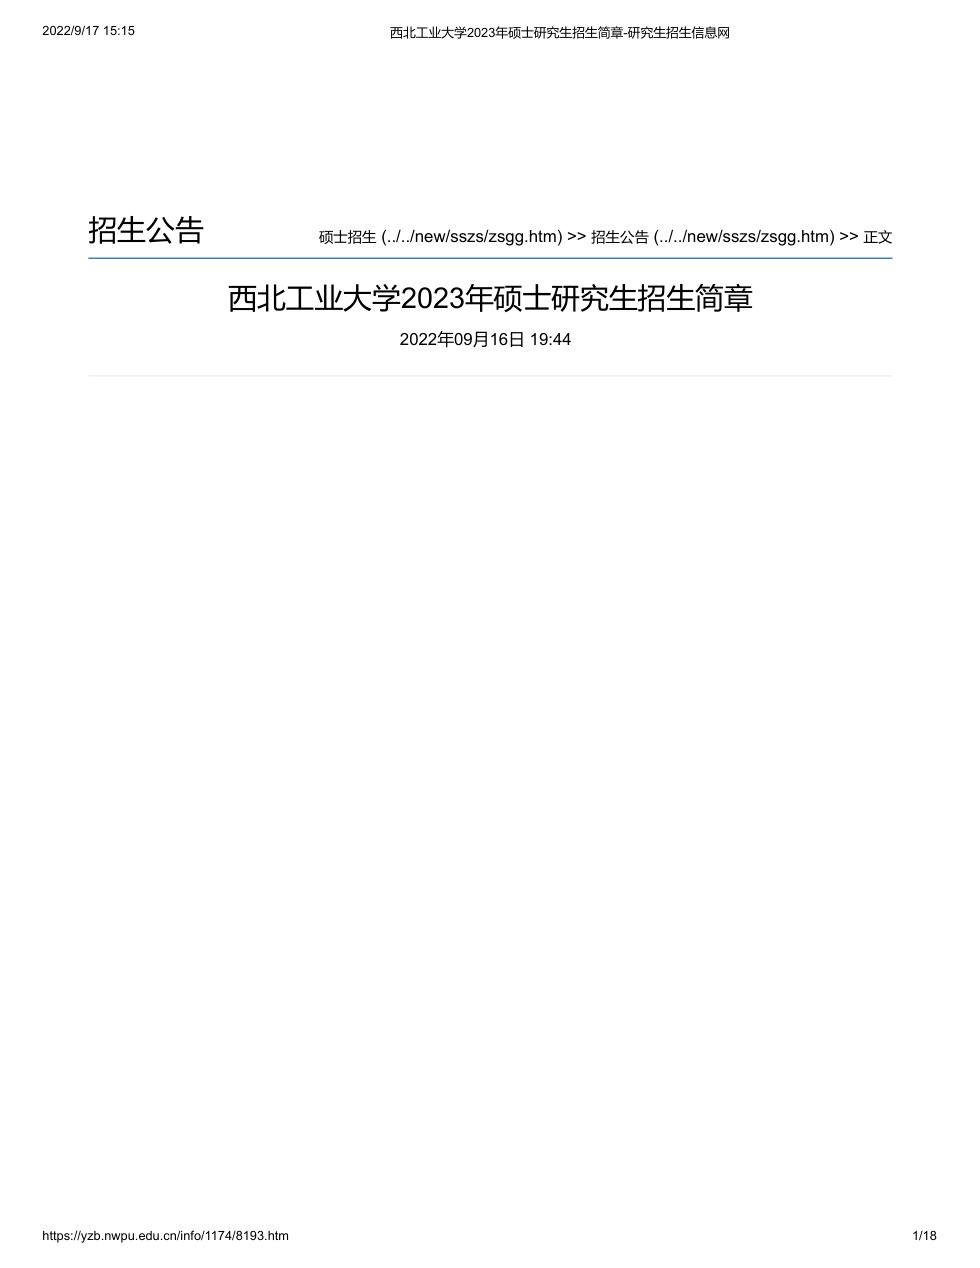 2022/9/17 15:15 西北工业大学2023年硕士研究生招生简章-研究生招生信息网
招生公告 硕士招生 (../../new/sszs/zsgg.htm) >> 招生公告 (../../new/sszs/zsgg.htm) >> 正文
西北工业大学2023年硕士研究生招生简章
2022年09月16日 19:44
https://yzb.nwpu.edu.cn/info/1174/8193.htm 1/18